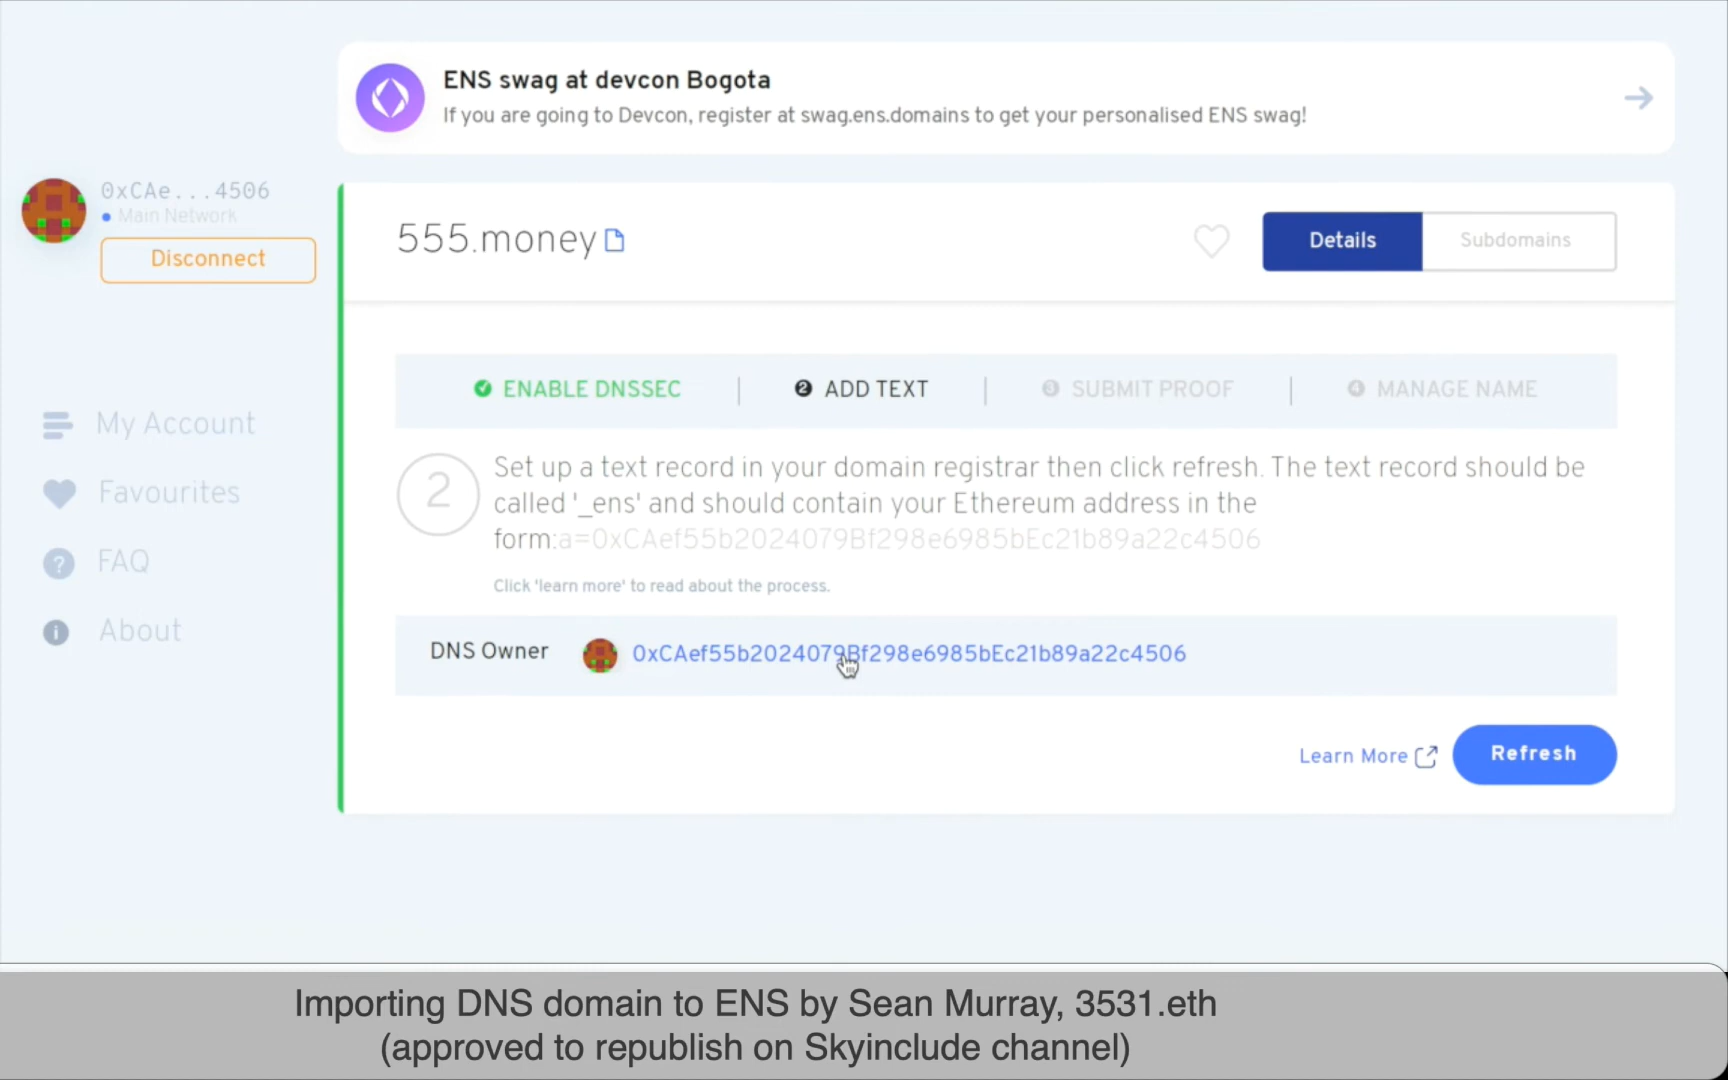 ENS swag at devcon Bogota
If you are going to Devcon, register at swag.ens.domains to get your personalised ENS swag!
0xCAe...4506
Main Network
Disconnect
555.money
Details
Subdomains
ENABLE DNSSEC
2 ADD TEXT
3 SUBMIT PROOF
4 MANAGE NAME
My Account
Favourites
? FAQ
i About
2
Set up a text record in your domain registrar then click refresh. The text record should be
called '_ens' and should contain your Ethereum address in the
form:a=0xCAef55b2024079Bf298e6985bEc21b89a22c4506
Click 'learn more' to read about the process.
DNS Owner
0xCAef55b2024079Bf298e6985bEc21b89a22c4506
Learn More
Refresh
Importing DNS domain to ENS by Sean Murray, 3531.eth
(approved to republish on Skyinclude channel)